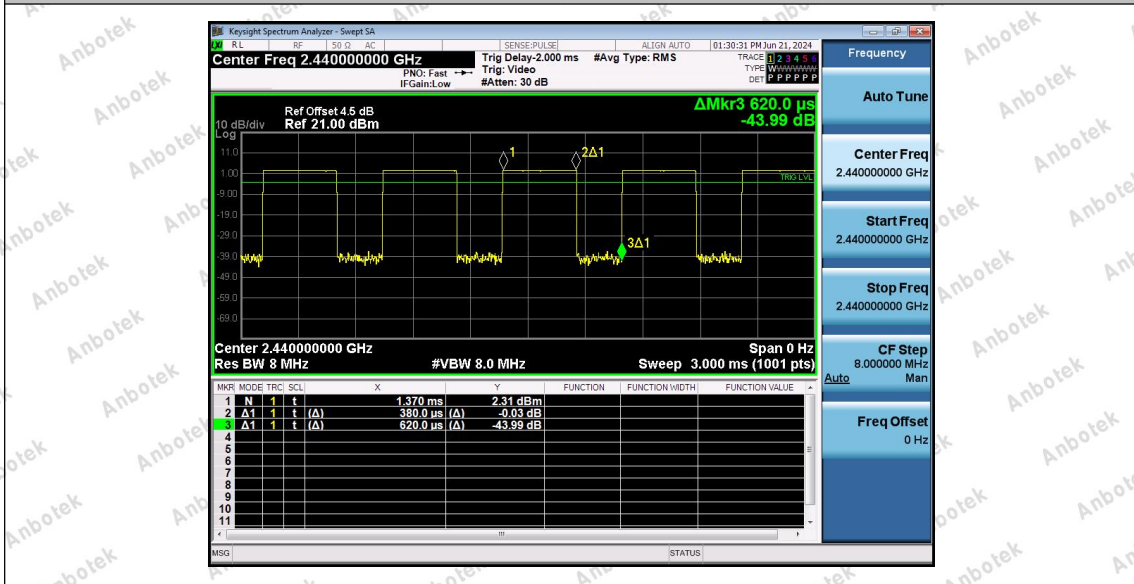 Keysight Spectrum Analyzer - Swept SA
LXI RL RF 50 Ω AC SENSE:PULSE ALIGN AUTO 01:30:31 PM Jun 21, 2024
Center Freq 2.440000000 GHz
PNO: Fast
IFGain:Low
Trig Delay-2.000 ms
Trig: Video
#Atten: 30 dB
#Avg Type: RMS
TRACE 1 2 3 4 5 6
TYPE WWWWWW
DET P P P P P P
Ref Offset 4.5 dB
10 dB/div Ref 21.00 dBm
Log
ΔMkr3 620.0 µs
-43.99 dB
11.0
1.00
-9.00
-19.0
-29.0
-39.0
-49.0
-59.0
-69.0
1
2Δ1
TRIG LVL
3Δ1
Center 2.440000000 GHz Span 0 Hz
Res BW 8 MHz #VBW 8.0 MHz Sweep 3.000 ms (1001 pts)
MKR MODE TRC SCL X Y FUNCTION FUNCTION WIDTH FUNCTION VALUE
1 N 1 t 1.370 ms 2.31 dBm
2 Δ1 1 t (Δ) 380.0 µs (Δ) -0.03 dB
3 Δ1 1 t (Δ) 620.0 µs (Δ) -43.99 dB
4
5
6
7
8
9
10
11
MSG STATUS
Frequency
Auto Tune
Center Freq
2.440000000 GHz
Start Freq
2.440000000 GHz
Stop Freq
2.440000000 GHz
CF Step
8.000000 MHz
Auto Man
Freq Offset
0 Hz
Anbotek